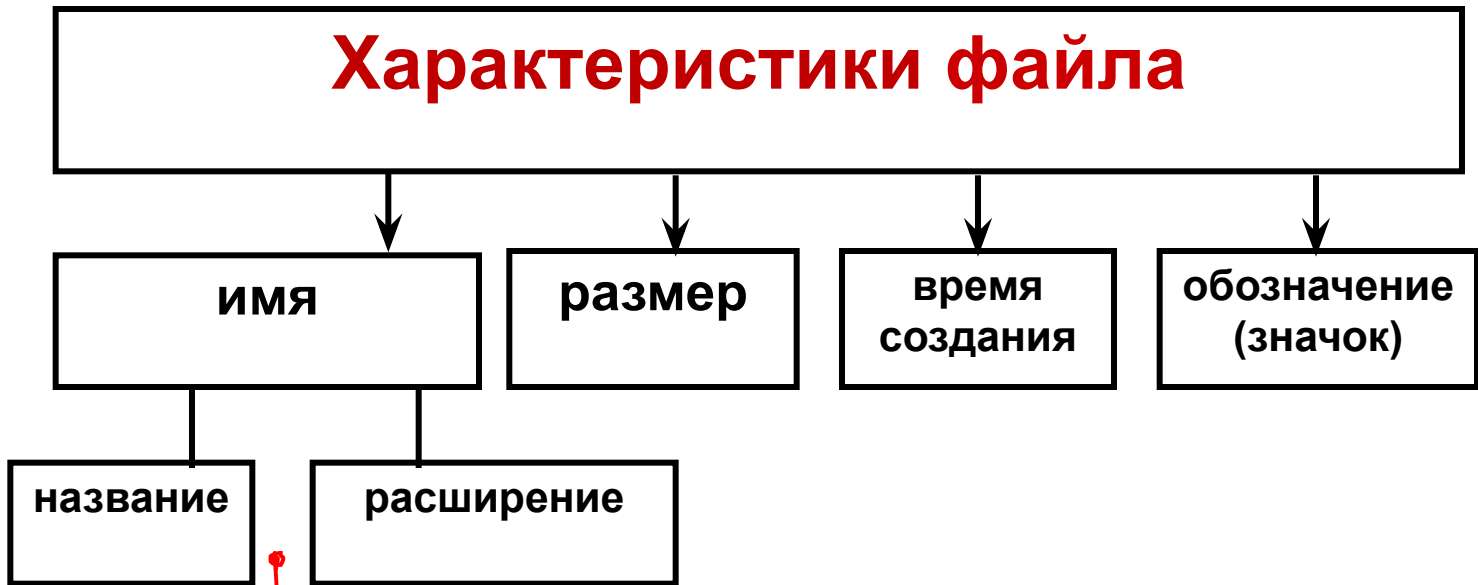 Характеристики файла
имя
размер
время
создания
обозначение
(значок)
название
расширение